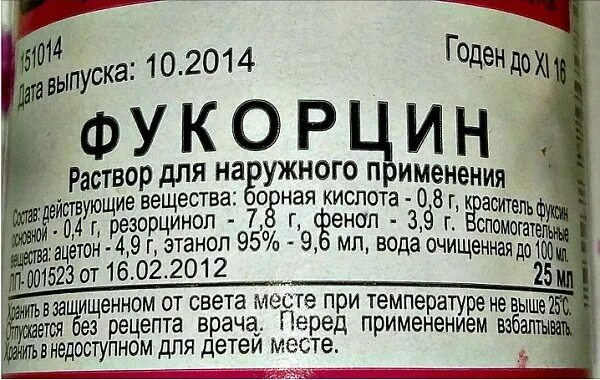 151014
Дата выпуска: 10.2014
Годен до XI 16
ФУКОРЦИН
Раствор для наружного применения
Состав: действующие вещества: борная кислота - 0,8 г, краситель фуксин
основной - 0,4 г, резорцинол - 7,8 г, фенол - 3,9 г. Вспомогательные
вещества: ацетон - 4,9 г, этанол 95% - 9,6 мл, вода очищенная до 100 мл.
ЛП- 001523 от 16.02.2012
25 мл
Хранить в защищенном от света месте при температуре не выше 25°С.
Отпускается без рецепта врача. Перед применением взбалтывать.
Хранить в недоступном для детей месте.